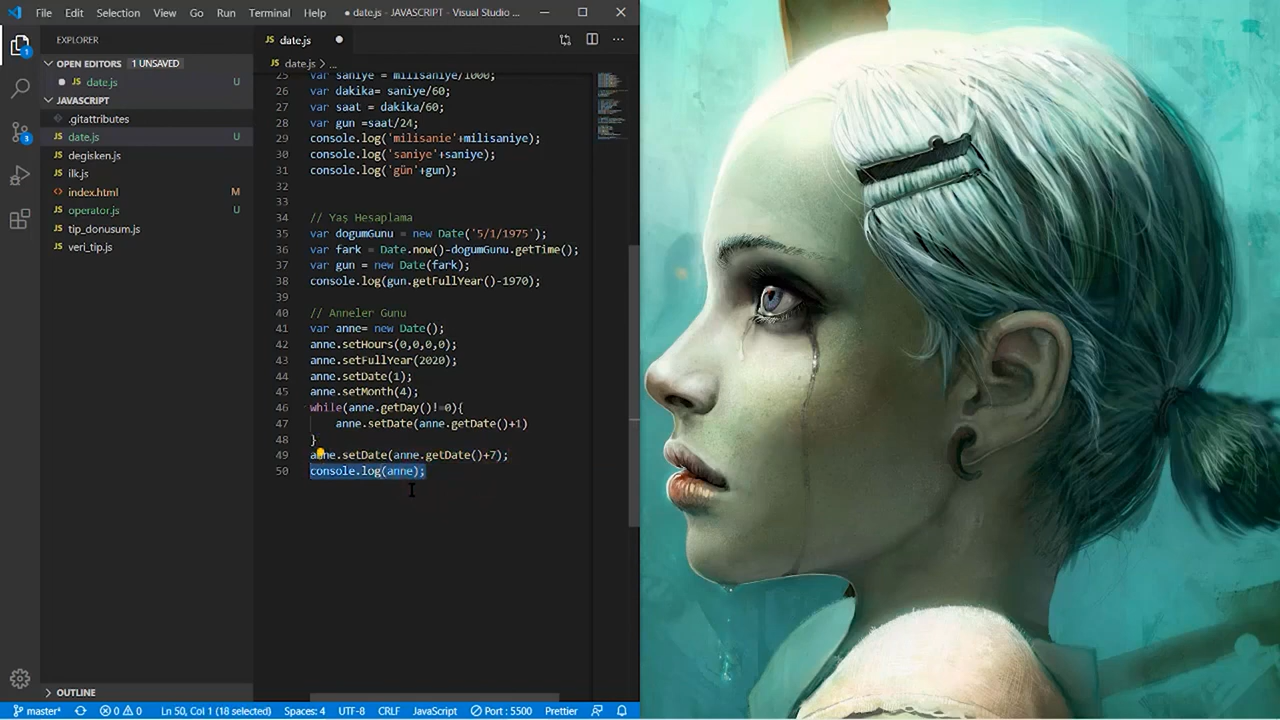 File Edit Selection View Go Run Terminal Help ● date.js - JAVASCRIPT - Visual Studio ...
EXPLORER
OPEN EDITORS 1 UNSAVED
date.js U
JAVASCRIPT
.gitattributes
date.js U
degisken.js
ilk.js
index.html M
operator.js U
tip_donusum.js
veri_tip.js
OUTLINE
1
3
JS date.js ●
JS date.js > ...
25 var saniye = milisaniye/1000;
26 var dakika= saniye/60;
27 var saat = dakika/60;
28 var gun =saat/24;
29 console.log('milisanie'+milisaniye);
30 console.log('saniye'+saniye);
31 console.log('gün'+gun);
32
33
34 // Yaş Hesaplama
35 var dogumGunu = new Date('5/1/1975');
36 var fark = Date.now()-dogumGunu.getTime();
37 var gun = new Date(fark);
38 console.log(gun.getFullYear()-1970);
39
40 // Anneler Gunu
41 var anne= new Date();
42 anne.setHours(0,0,0,0);
43 anne.setFullYear(2020);
44 anne.setDate(1);
45 anne.setMonth(4);
46 while(anne.getDay()!=0){
47 anne.setDate(anne.getDate()+1)
48 }
49 anne.setDate(anne.getDate()+7);
50 console.log(anne);
master* 0 0 Ln 50, Col 1 (18 selected) Spaces: 4 UTF-8 CRLF JavaScript Port : 5500 Prettier